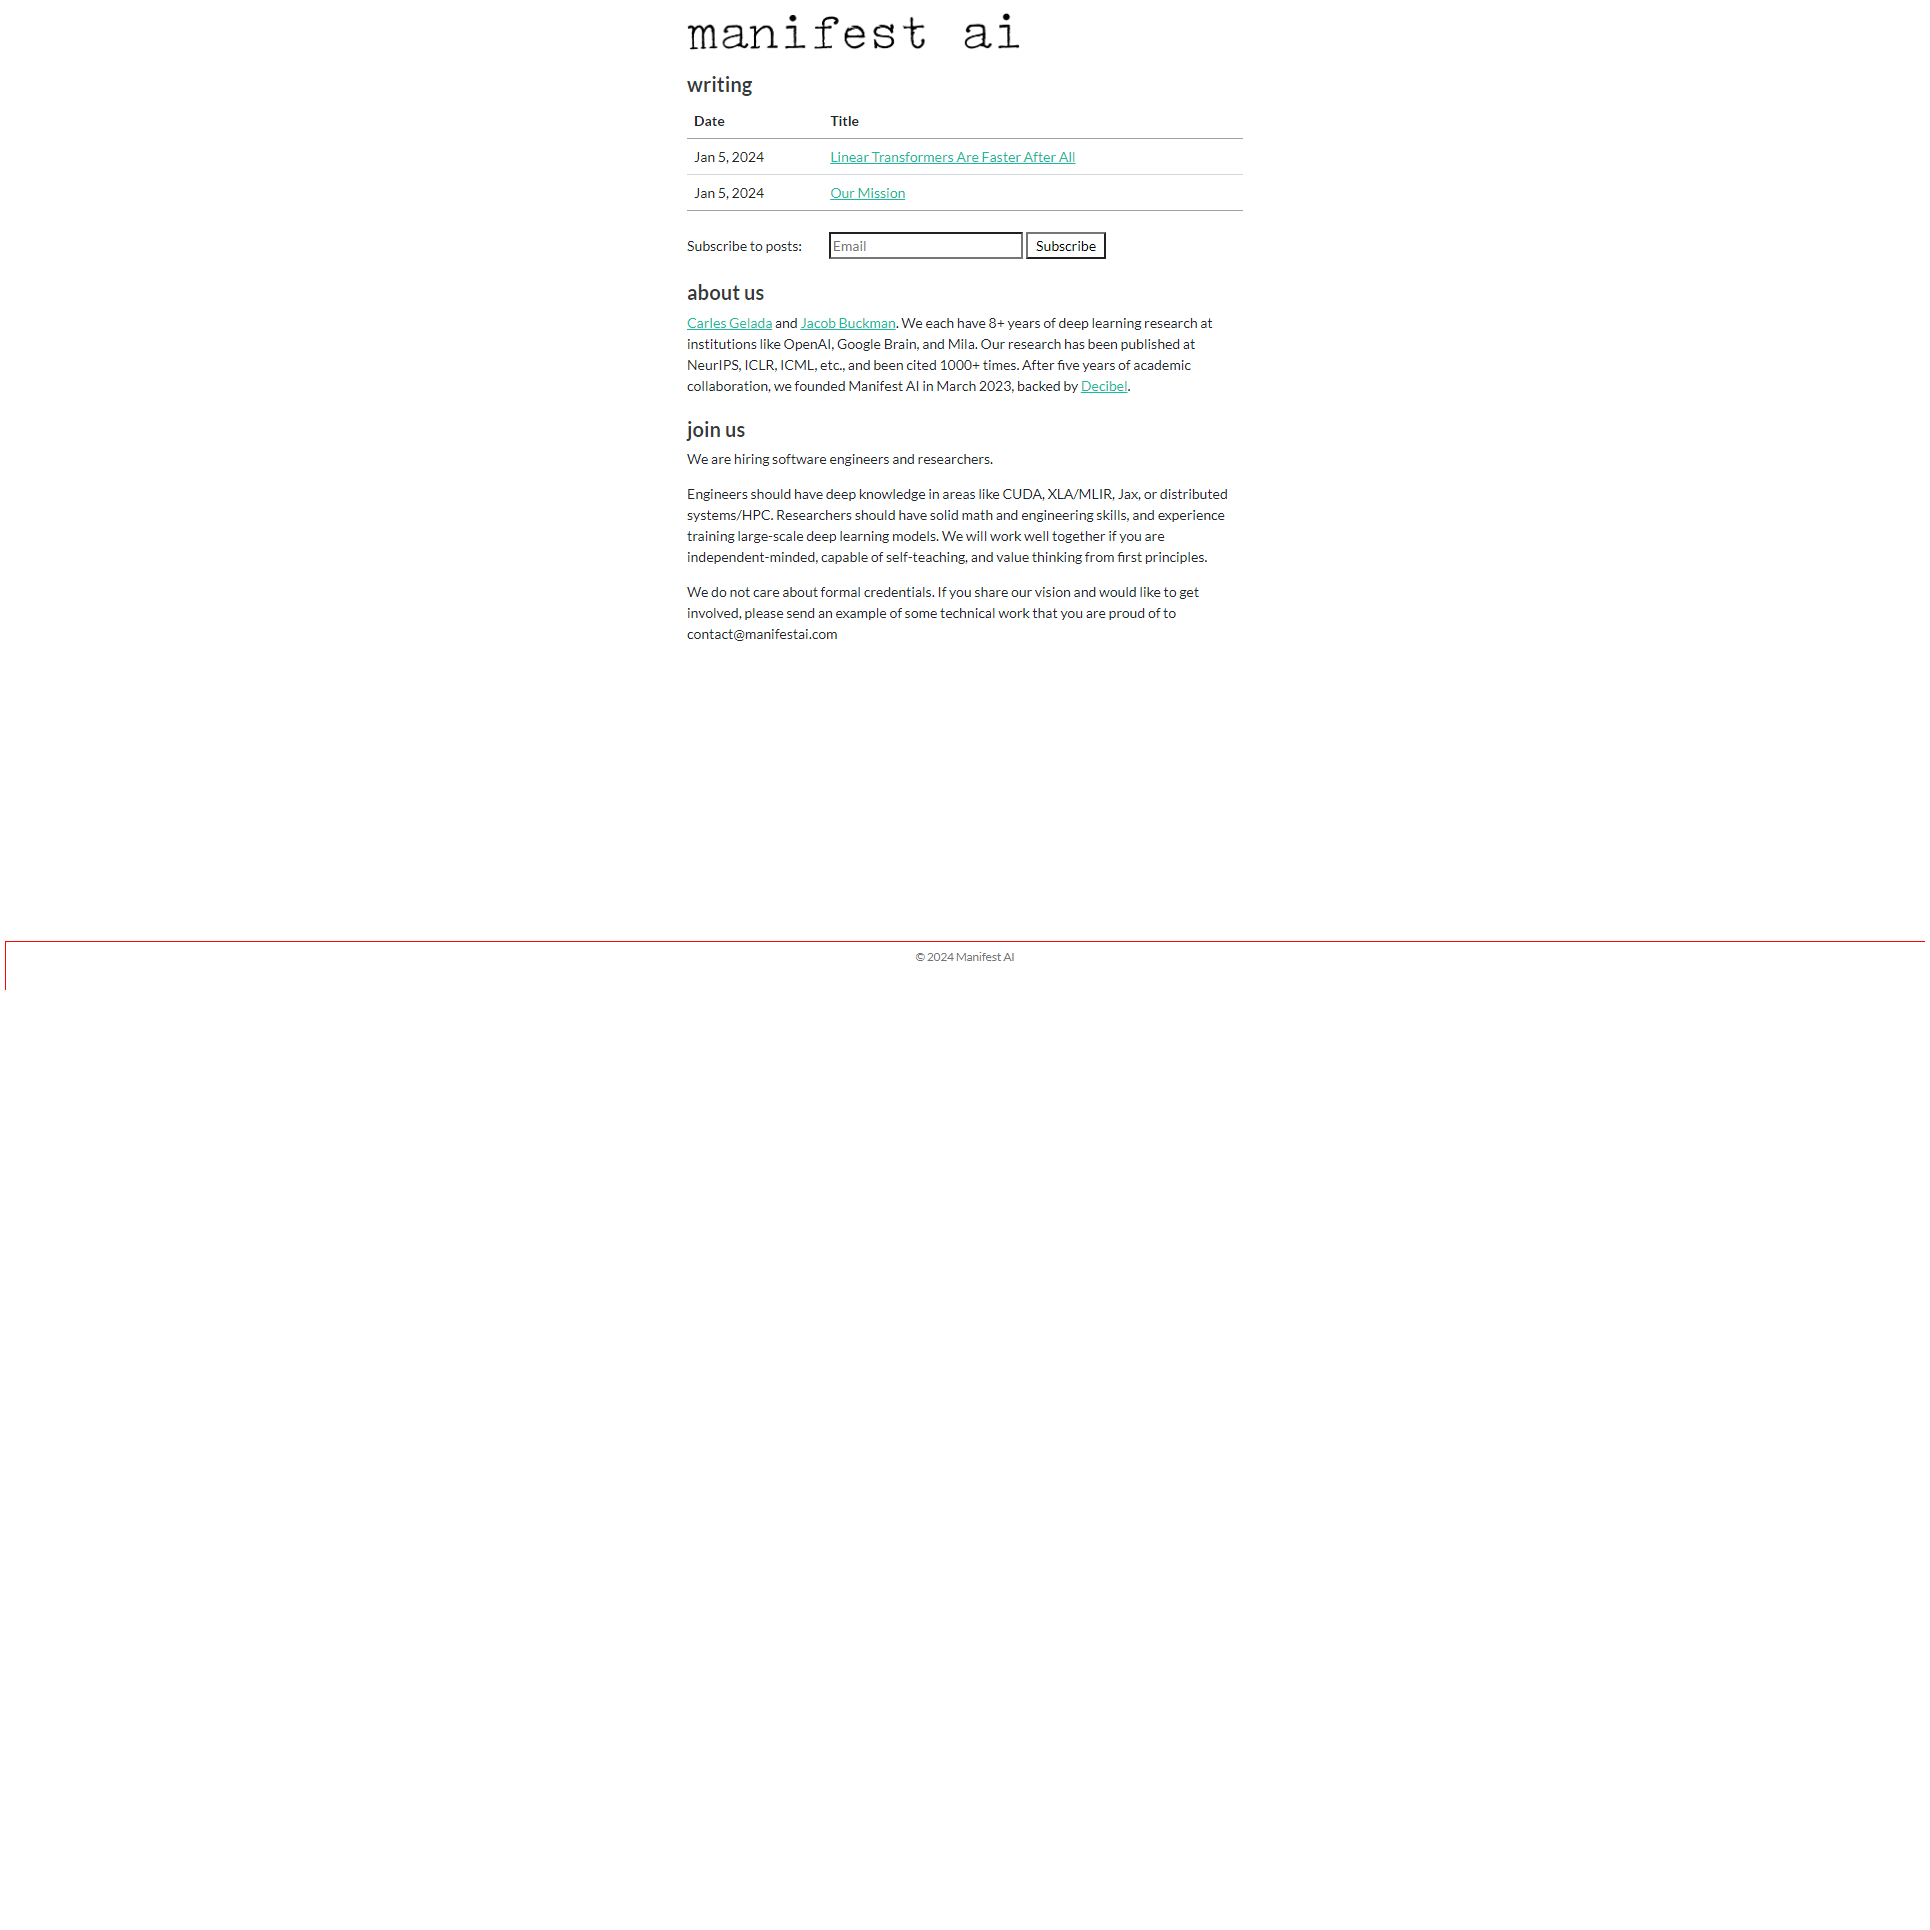 manifest ai
writing
Date Title
Jan 5, 2024 Linear Transformers Are Faster After All
Jan 5, 2024 Our Mission
Subscribe to posts: Email Subscribe
about us
Carles Gelada and Jacob Buckman. We each have 8+ years of deep learning research at
institutions like OpenAI, Google Brain, and Mila. Our research has been published at
NeurIPS, ICLR, ICML, etc., and been cited 1000+ times. After five years of academic
collaboration, we founded Manifest AI in March 2023, backed by Decibel.
join us
We are hiring software engineers and researchers.
Engineers should have deep knowledge in areas like CUDA, XLA/MLIR, Jax, or distributed
systems/HPC. Researchers should have solid math and engineering skills, and experience
training large-scale deep learning models. We will work well together if you are
independent-minded, capable of self-teaching, and value thinking from first principles.
We do not care about formal credentials. If you share our vision and would like to get
involved, please send an example of some technical work that you are proud of to
contact@manifestai.com
© 2024 Manifest AI